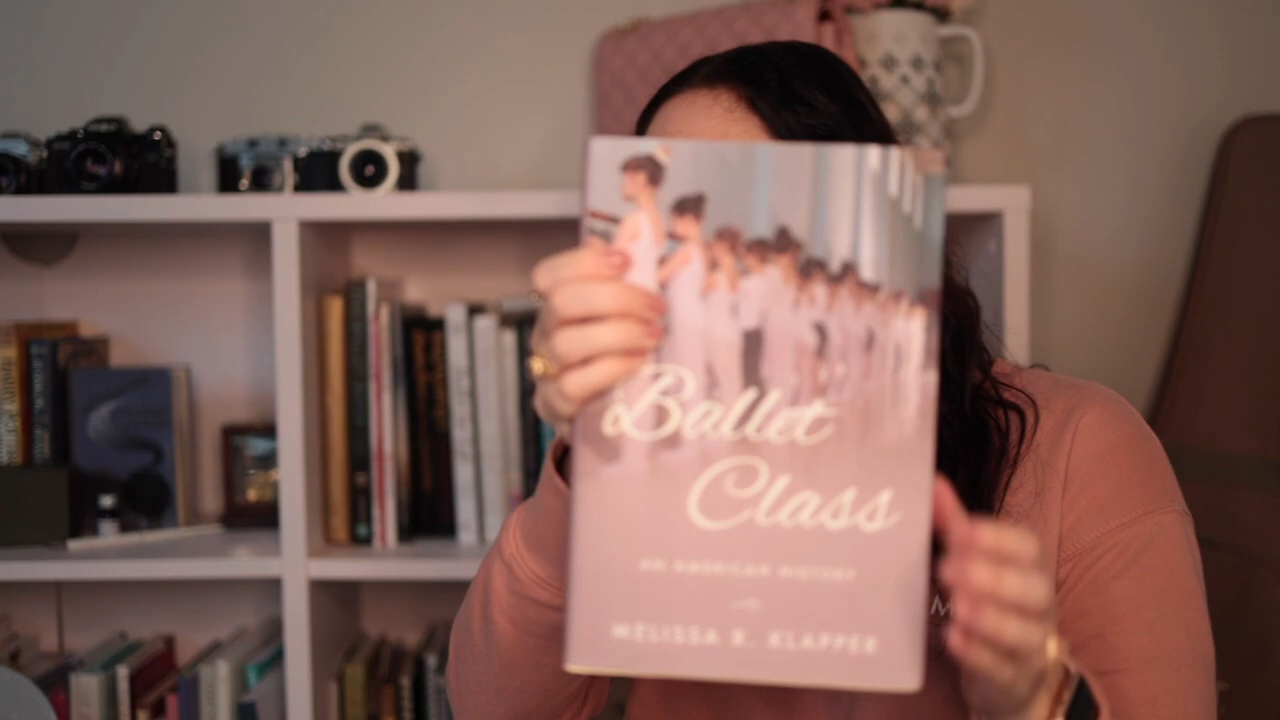 Ballet
Class
AN AMERICAN HISTORY
MELISSA R. KLAPPER
M